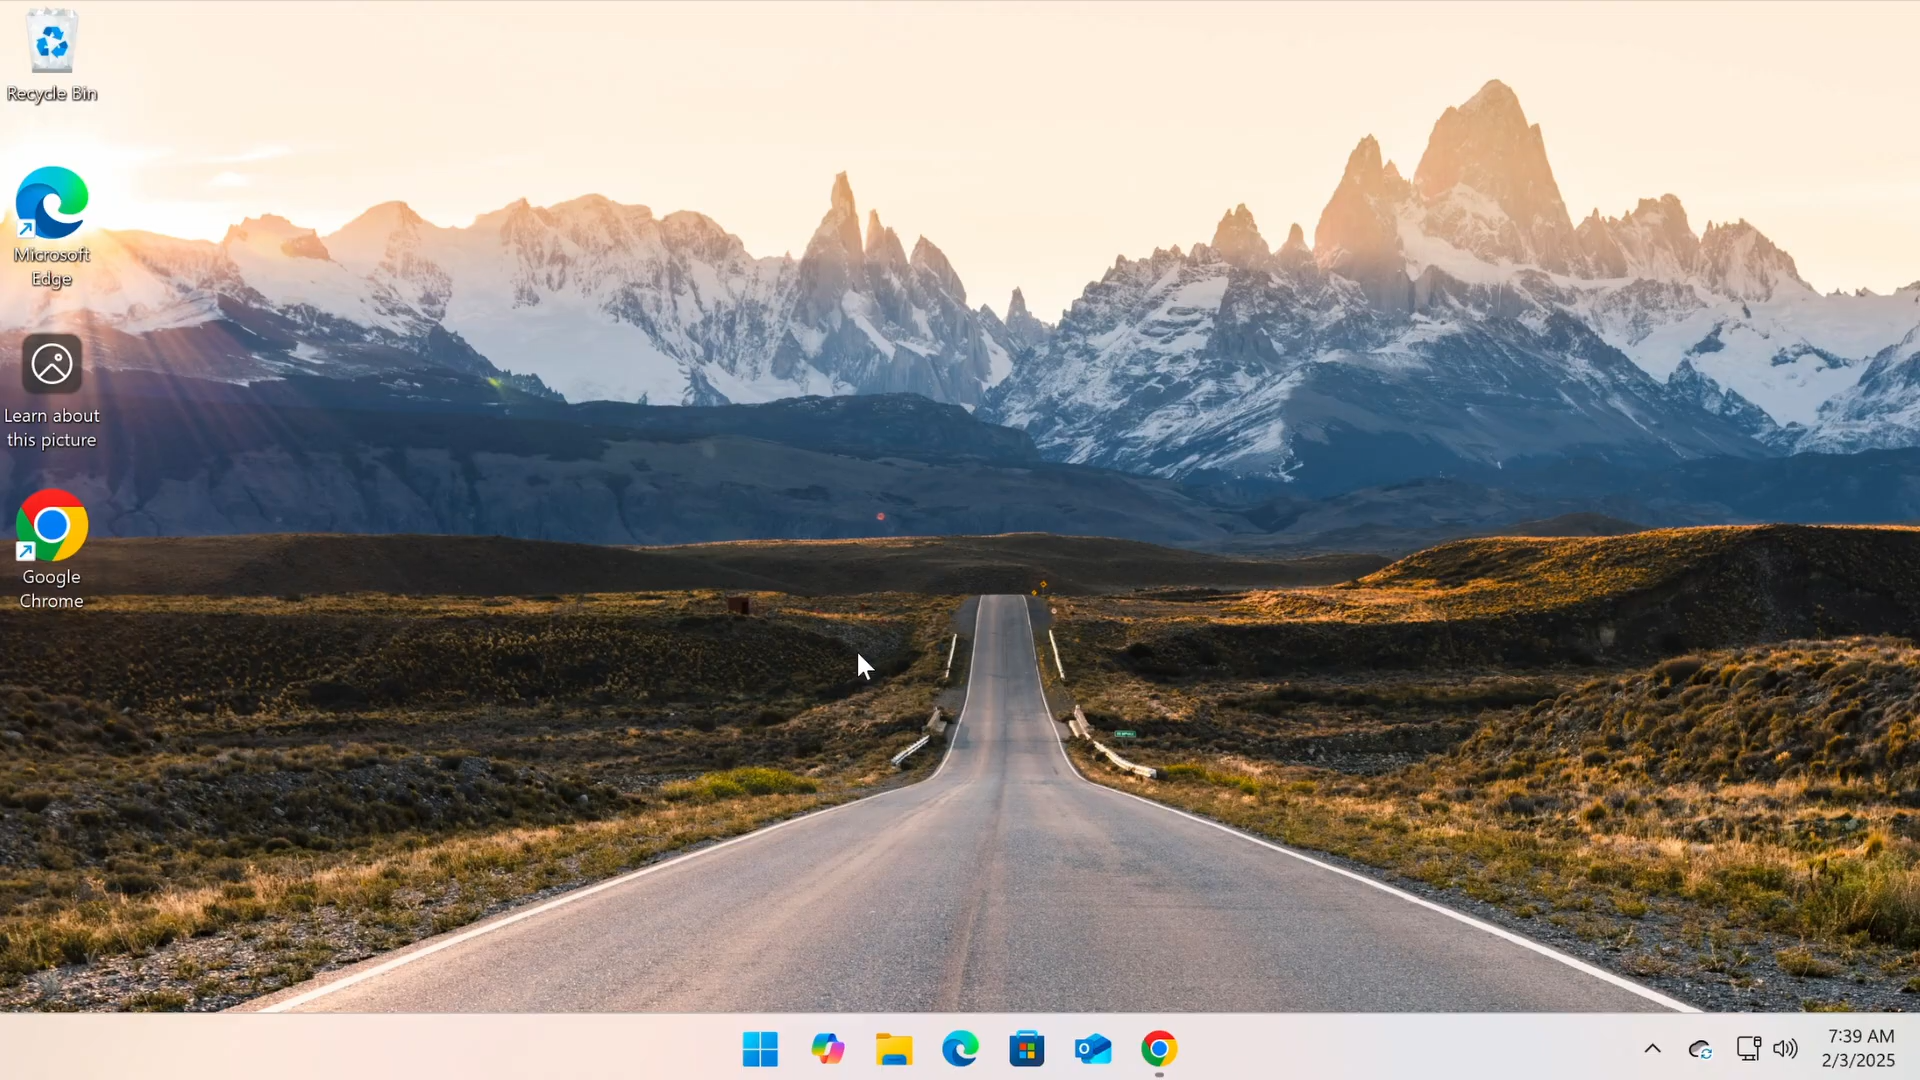 Recycle Bin
Microsoft
Edge
Learn about
this picture
Google
Chrome
7:39 AM
2/3/2025